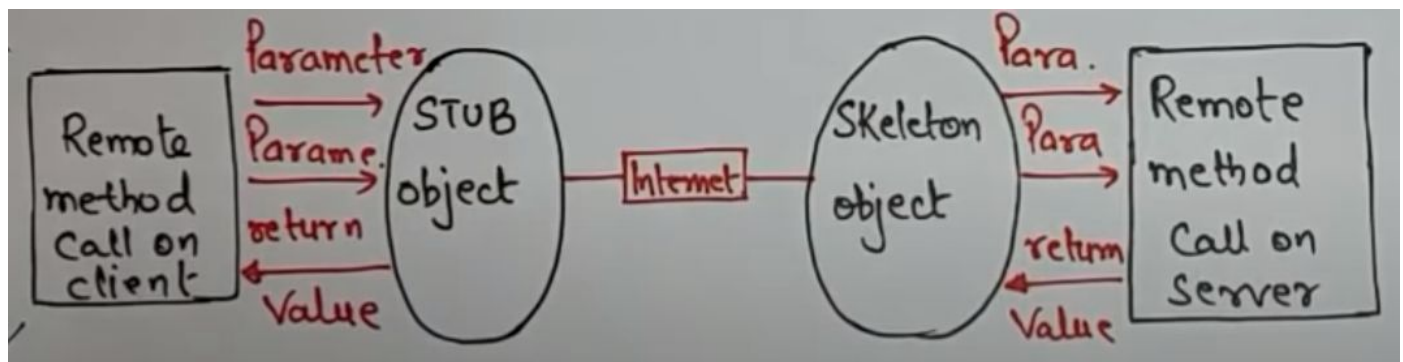 Remote
method
Call on
client
Parameter
Parame.
return
Value
STUB
object
Internet
Skeleton
object
Para.
Para
return
Value
Remote
method
Call on
Server